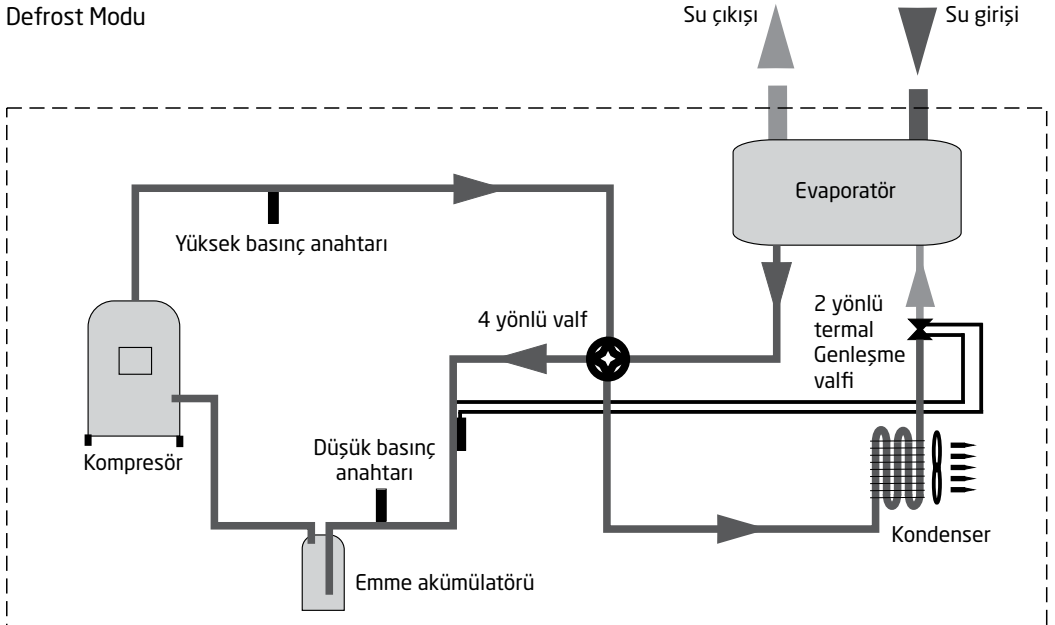 Defrost Modu
Su çıkışı
Su girişi
Evaporatör
Yüksek basınç anahtarı
4 yönlü valf
2 yönlü
termal
Genleşme
valfi
Düşük basınç
anahtarı
Kompresör
Kondenser
Emme akümülatörü